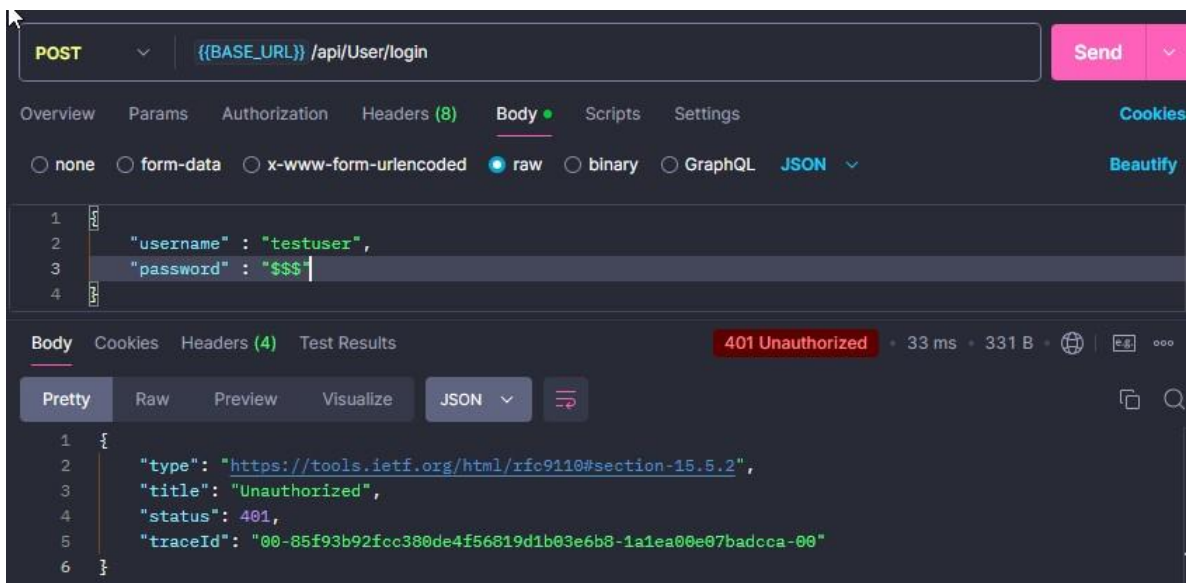 POST {{BASE_URL}} /api/User/login Send
Overview Params Authorization Headers (8) Body Scripts Settings Cookies
none form-data x-www-form-urlencoded raw binary GraphQL JSON Beautify
1 {
2 "username" : "testuser",
3 "password" : "$$$"
4 }
Body Cookies Headers (4) Test Results 401 Unauthorized 33 ms 331 B e.g.
Pretty Raw Preview Visualize JSON
1 {
2 "type": "https://tools.ietf.org/html/rfc9110#section-15.5.2",
3 "title": "Unauthorized",
4 "status": 401,
5 "traceId": "00-85f93b92fcc380de4f56819d1b03e6b8-1a1ea00e07badcca-00"
6 }